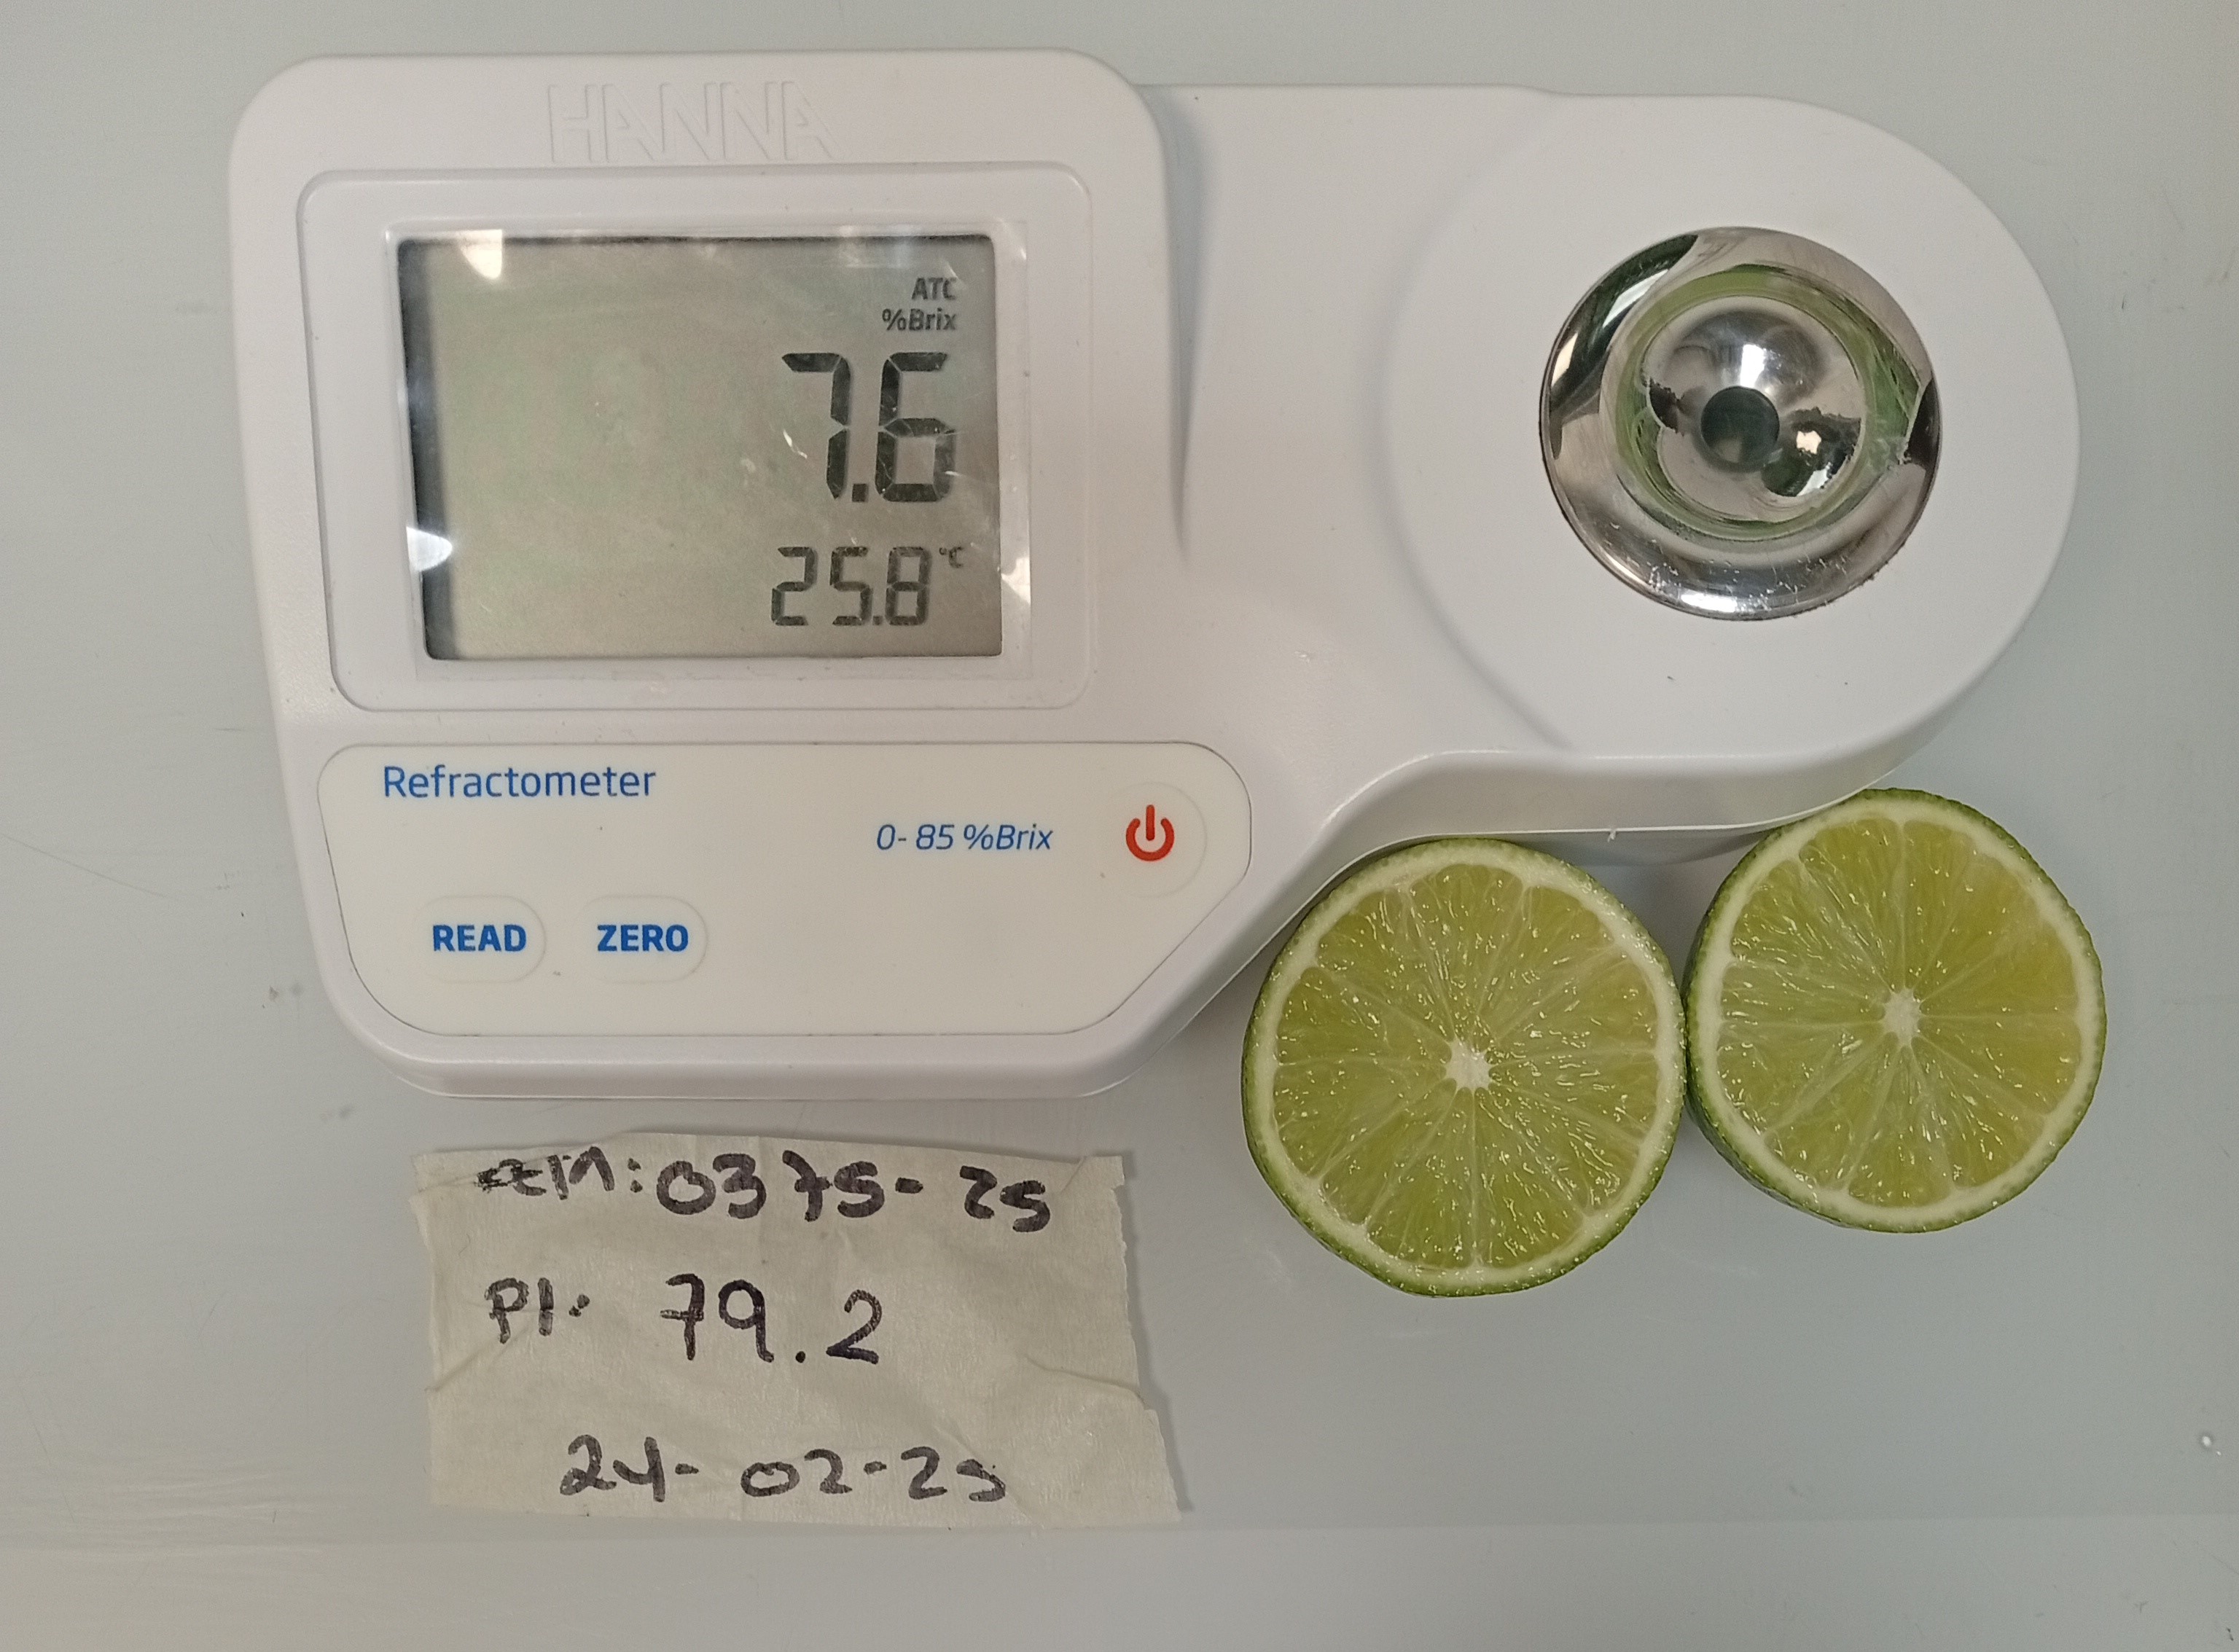 HANNA
ATC
%Brix
7.6
25.8 °C
Refractometer
0-85 %Brix
READ
ZERO
0375-25
PI: 79.2
24-02-25